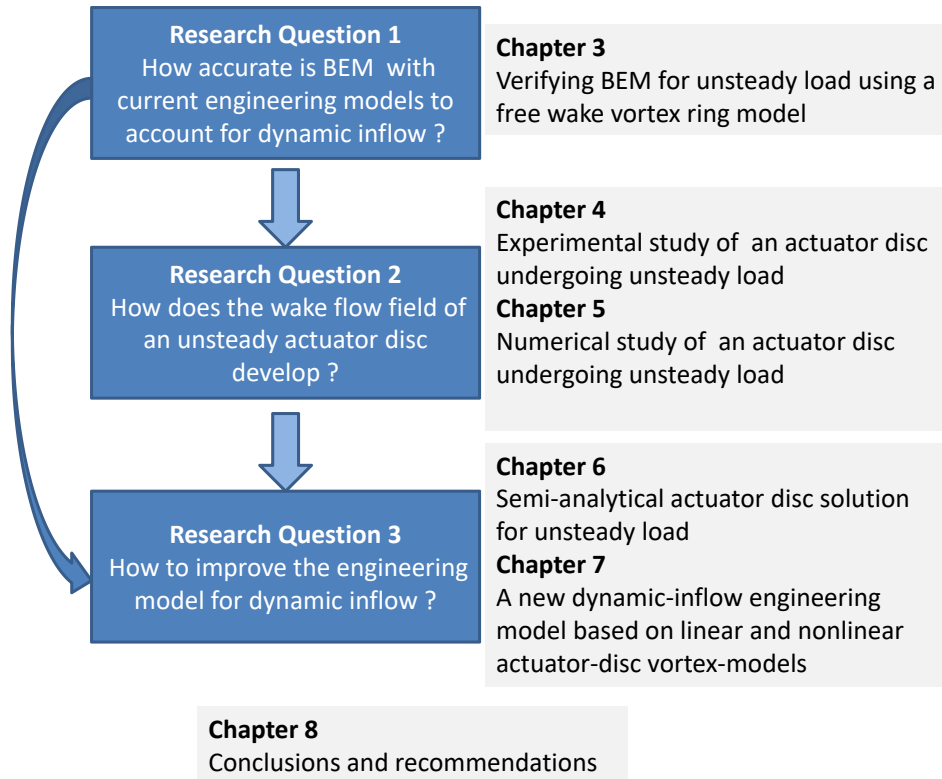 Research Question 1
How accurate is BEM with
current engineering models to
account for dynamic inflow ?
Chapter 3
Verifying BEM for unsteady load using a
free wake vortex ring model
Research Question 2
How does the wake flow field of
an unsteady actuator disc
develop ?
Chapter 4
Experimental study of an actuator disc
undergoing unsteady load
Chapter 5
Numerical study of an actuator disc
undergoing unsteady load
Research Question 3
How to improve the engineering
model for dynamic inflow ?
Chapter 6
Semi-analytical actuator disc solution
for unsteady load
Chapter 7
A new dynamic-inflow engineering
model based on linear and nonlinear
actuator-disc vortex-models
Chapter 8
Conclusions and recommendations